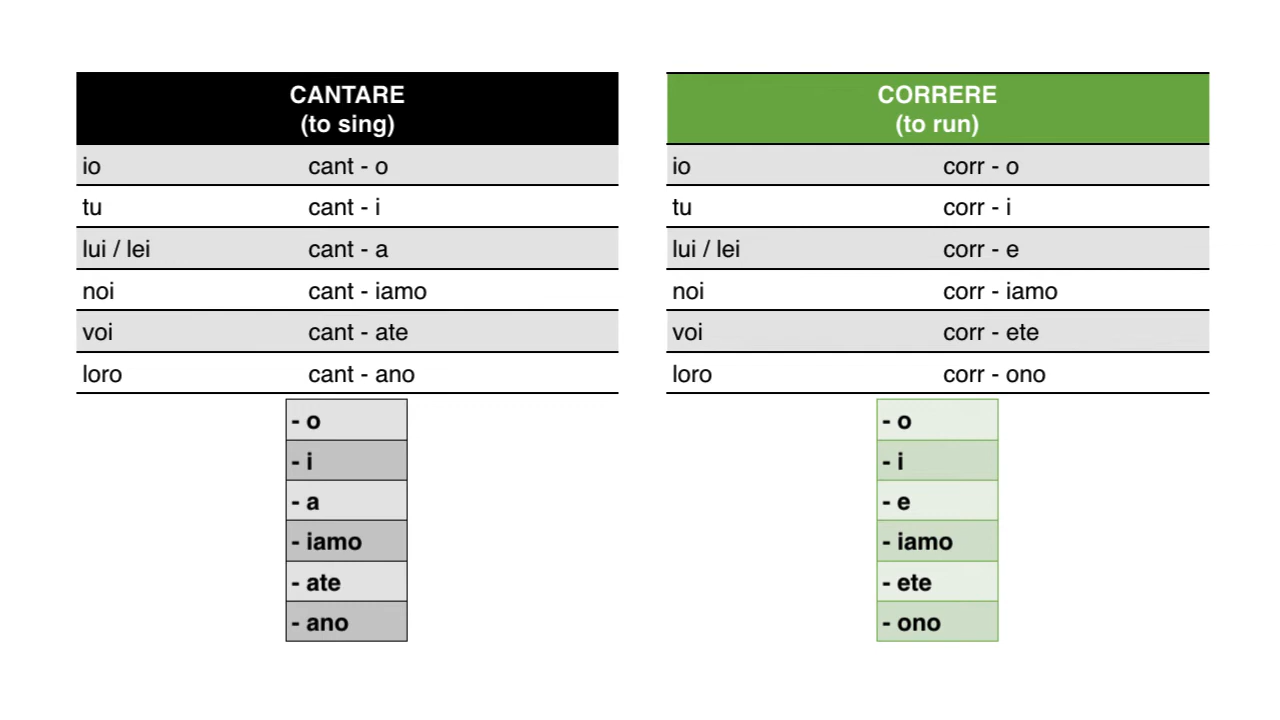 CANTARE
(to sing)
io cant - o
tu cant - i
lui / lei cant - a
noi cant - iamo
voi cant - ate
loro cant - ano
- o
- i
- a
- iamo
- ate
- ano
CORRERE
(to run)
io corr - o
tu corr - i
lui / lei corr - e
noi corr - iamo
voi corr - ete
loro corr - ono
- o
- i
- e
- iamo
- ete
- ono